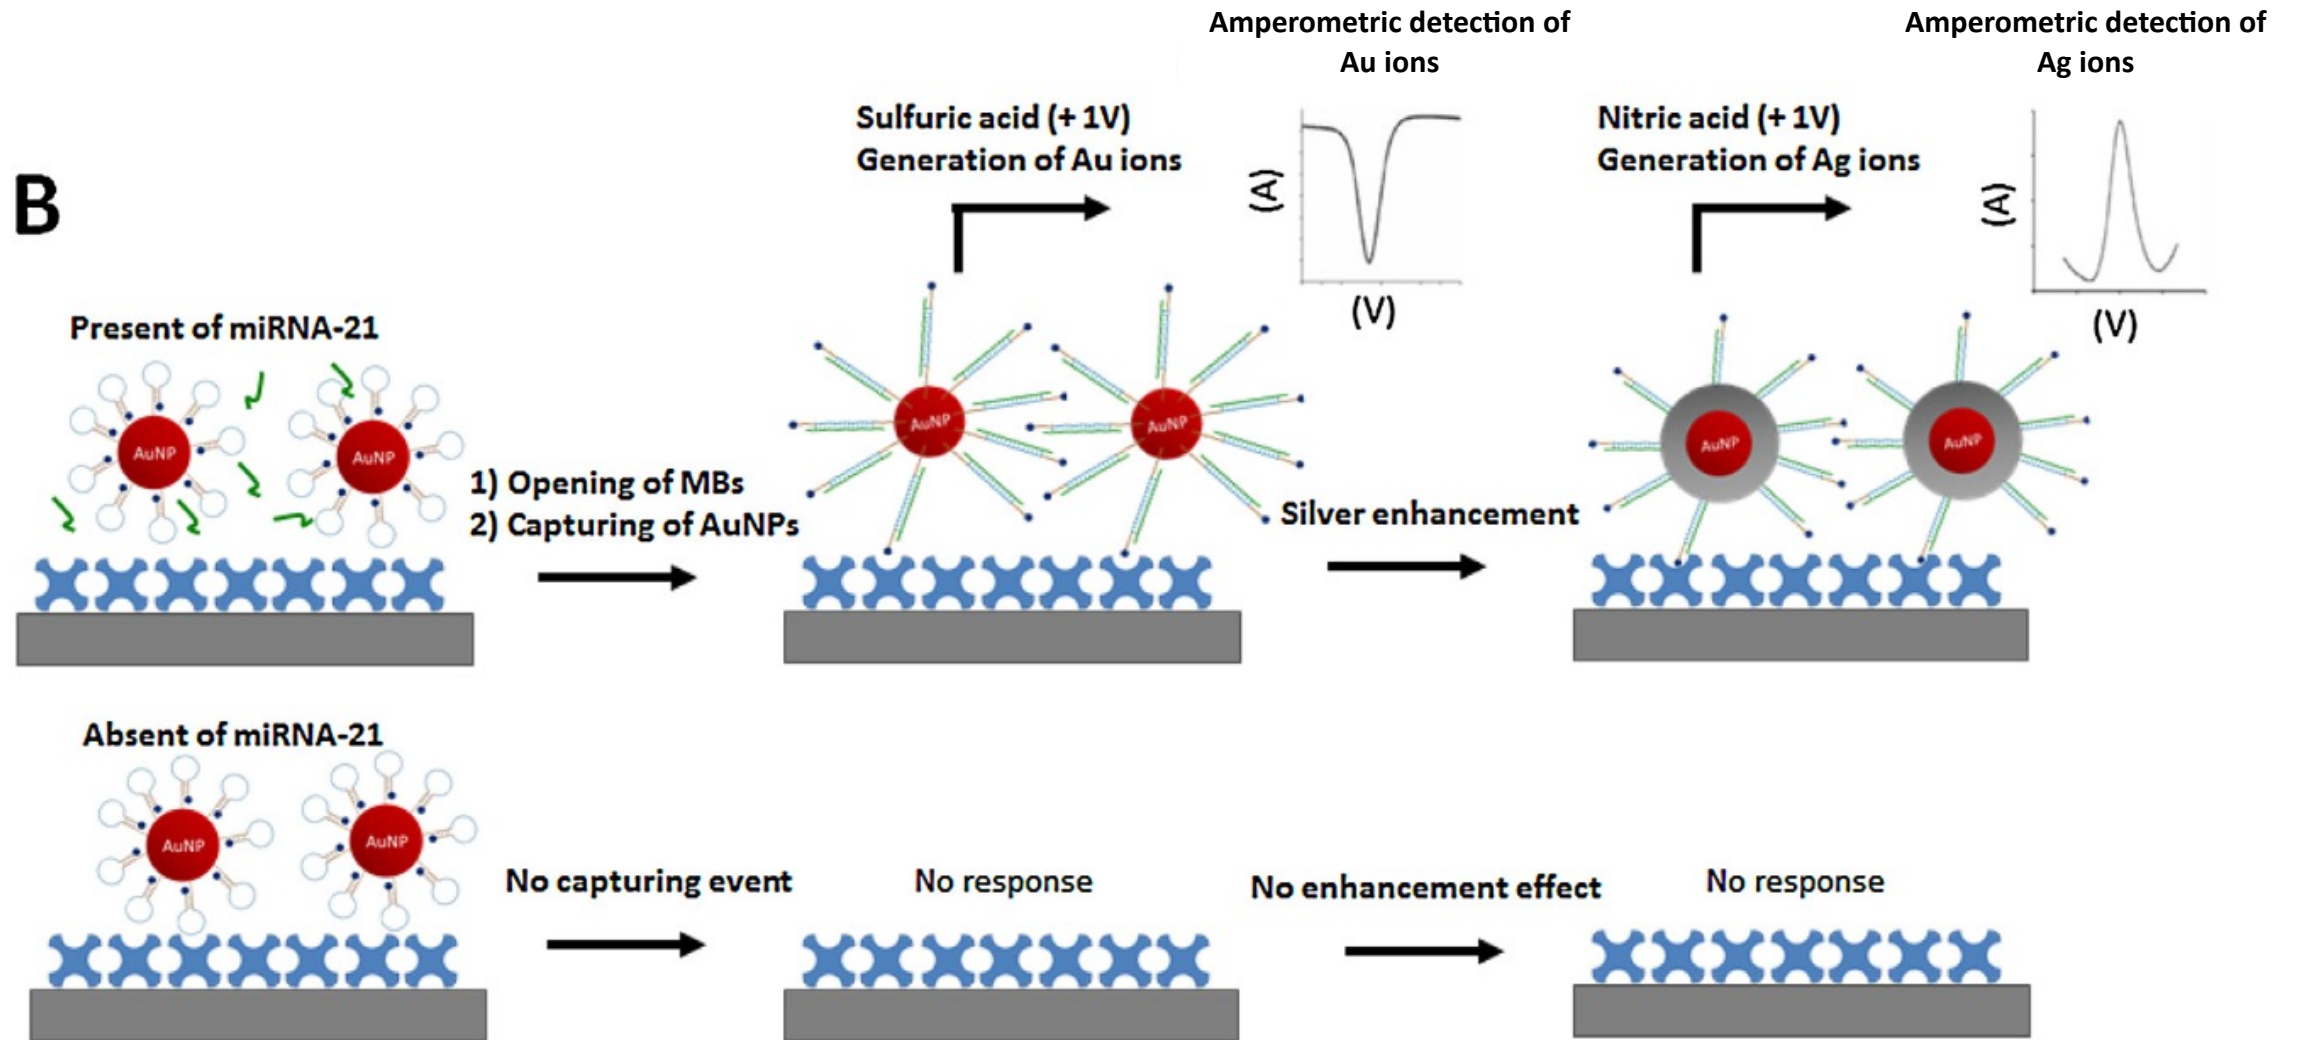 B
Present of miRNA-21
AuNP
AuNP
1) Opening of MBs
2) Capturing of AuNPs
Sulfuric acid (+ 1V)
Generation of Au ions
AuNP
AuNP
Amperometric detection of
Au ions
(A)
(V)
Silver enhancement
Nitric acid (+ 1V)
Generation of Ag ions
AuNP
AuNP
Amperometric detection of
Ag ions
(A)
(V)
Absent of miRNA-21
AuNP
AuNP
No capturing event
No response
No enhancement effect
No response